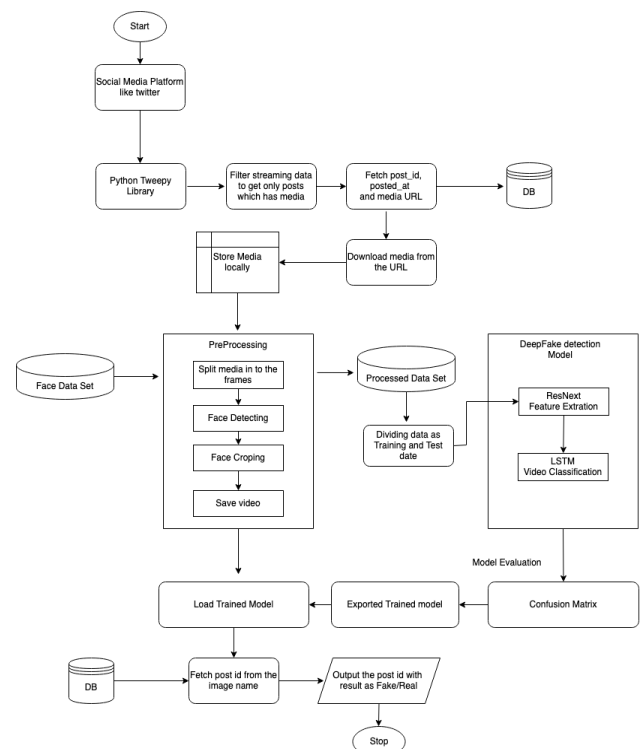 Start
Social Media Platform
like twitter
Python Tweepy
Library
Filter streaming data
to get only posts
which has media
Fetch post_id,
posted_at
and media URL
DB
Store Media
locally
Download media from
the URL
Face Data Set
PreProcessing
Split media in to the
frames
Face Detecting
Face Croping
Save video
Processed Data Set
Dividing data as
Training and Test
date
DeepFake detection
Model
ResNext
Feature Extration
LSTM
Video Classification
Model Evaluation
Load Trained Model
Exported Trained model
Confusion Matrix
DB
Fetch post id from the
image name
Output the post id with
result as Fake/Real
Stop